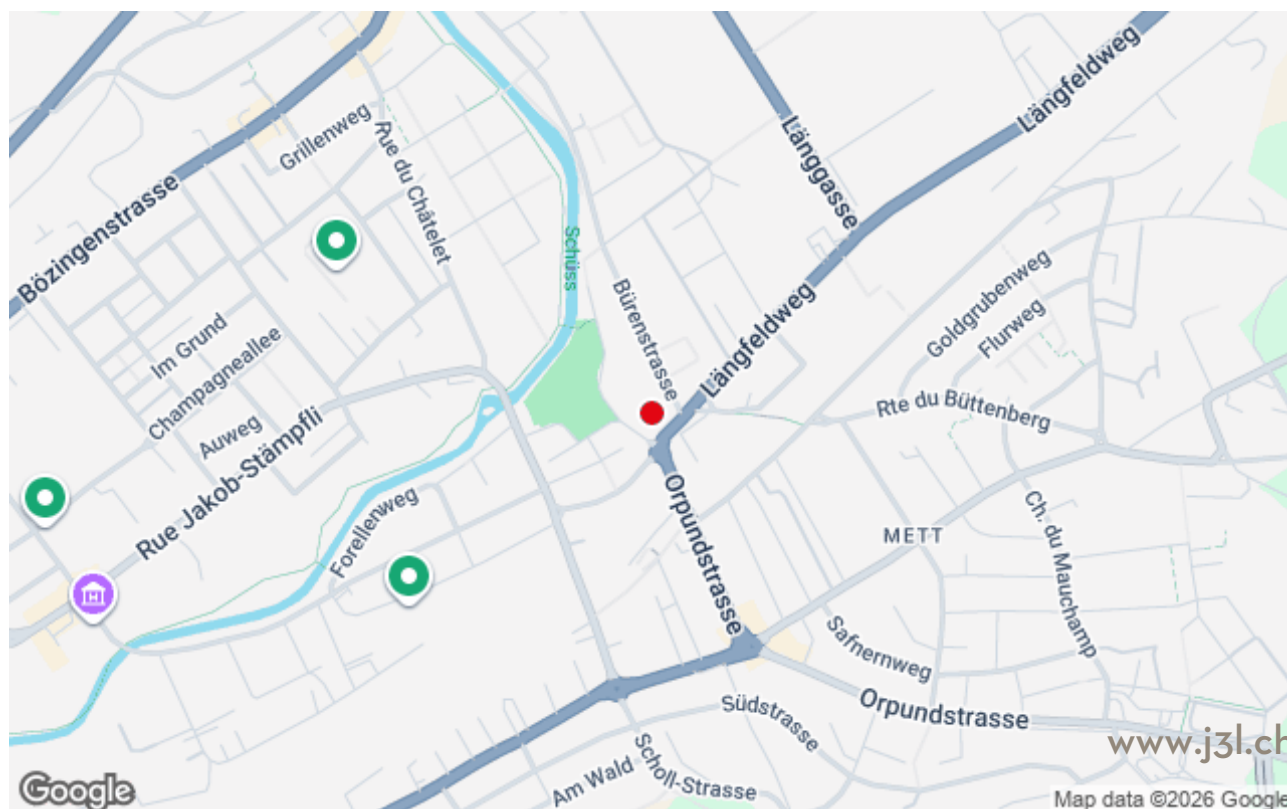 Längfeldweg
Grillenweg
Rue du Châtelet
Länggasse
Bözingenstrasse
Schüss
Goldgrubenweg
Bürenstrasse
Längfeldweg
Flurweg
Im Grund
Champagneallee
Rte du Büttenberg
Auweg
Rue Jakob-Stämpfli
Orpundstrasse
Forellenweg
METT
Ch. du Mauchamp
Safnernweg
Südstrasse
Orpundstrasse
www.j3l.ch
Am Wald
Scholl-Strasse
Google
Map data ©2026 Google